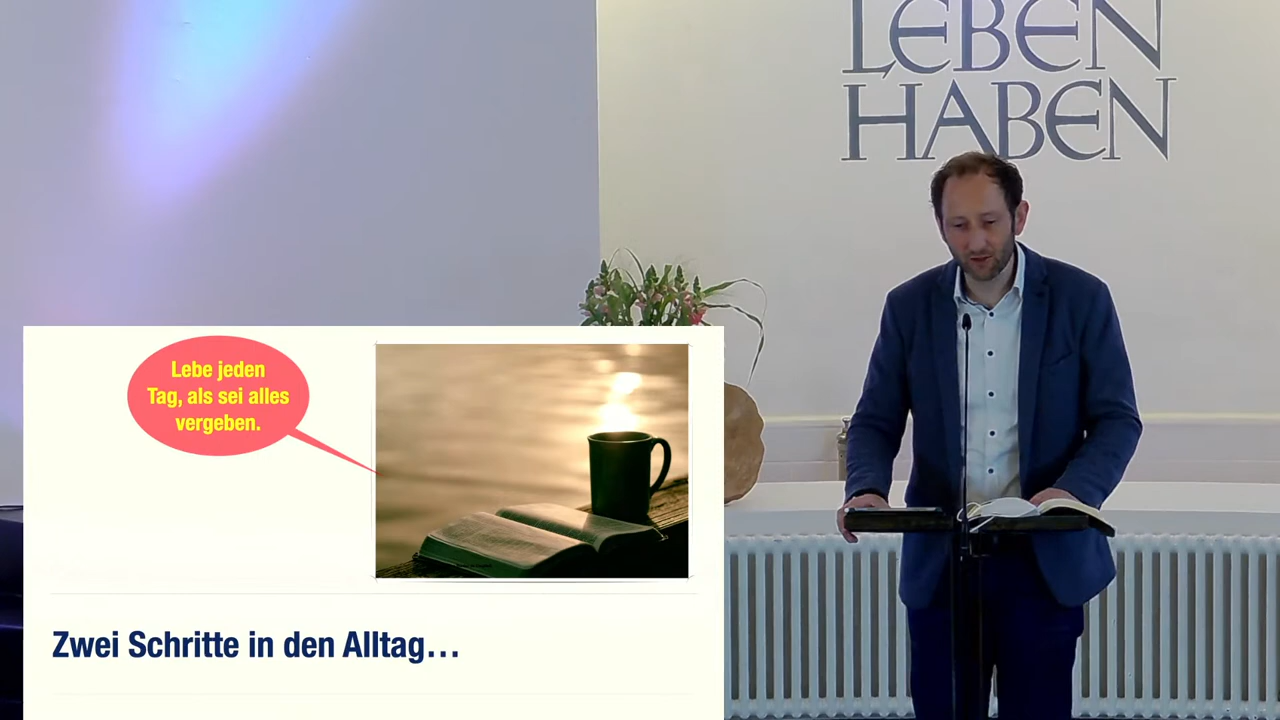 LEBEN
HABEN
Lebe jeden
Tag, als sei alles
vergeben.
Zwei Schritte in den Alltag…